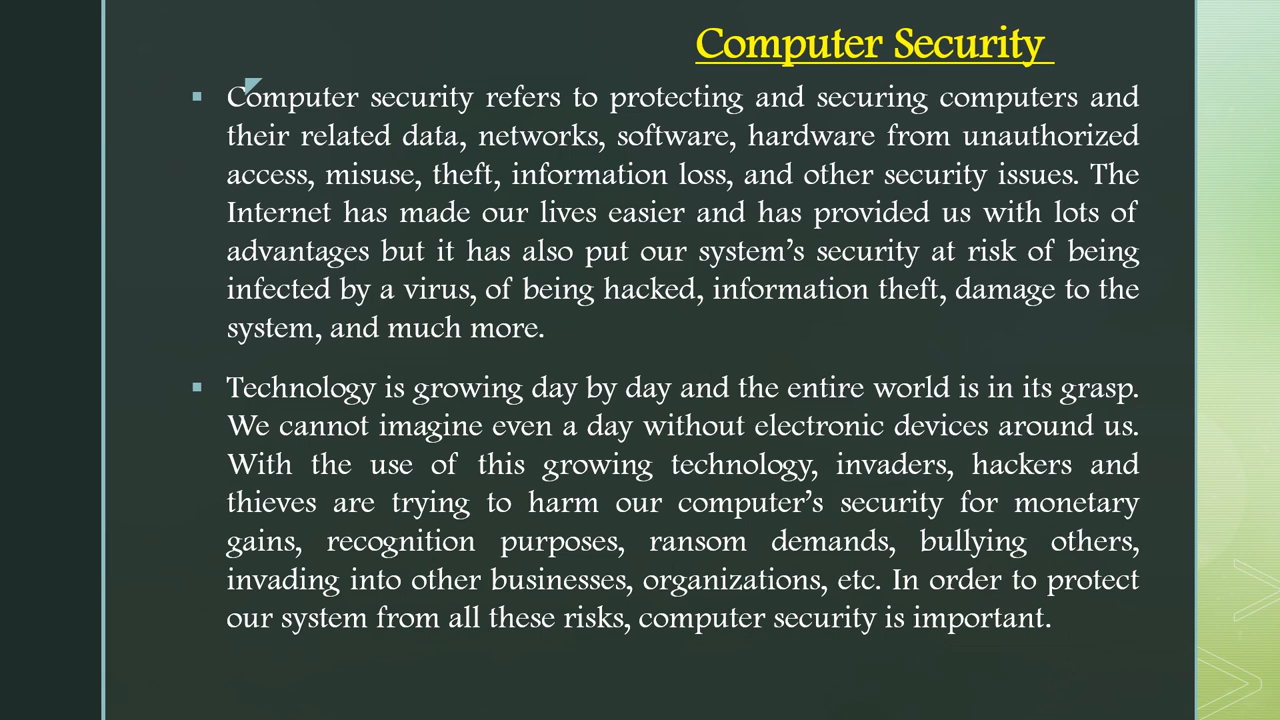 Computer Security
▪ Computer security refers to protecting and securing computers and
their related data, networks, software, hardware from unauthorized
access, misuse, theft, information loss, and other security issues. The
Internet has made our lives easier and has provided us with lots of
advantages but it has also put our system’s security at risk of being
infected by a virus, of being hacked, information theft, damage to the
system, and much more.
▪ Technology is growing day by day and the entire world is in its grasp.
We cannot imagine even a day without electronic devices around us.
With the use of this growing technology, invaders, hackers and
thieves are trying to harm our computer’s security for monetary
gains, recognition purposes, ransom demands, bullying others,
invading into other businesses, organizations, etc. In order to protect
our system from all these risks, computer security is important.